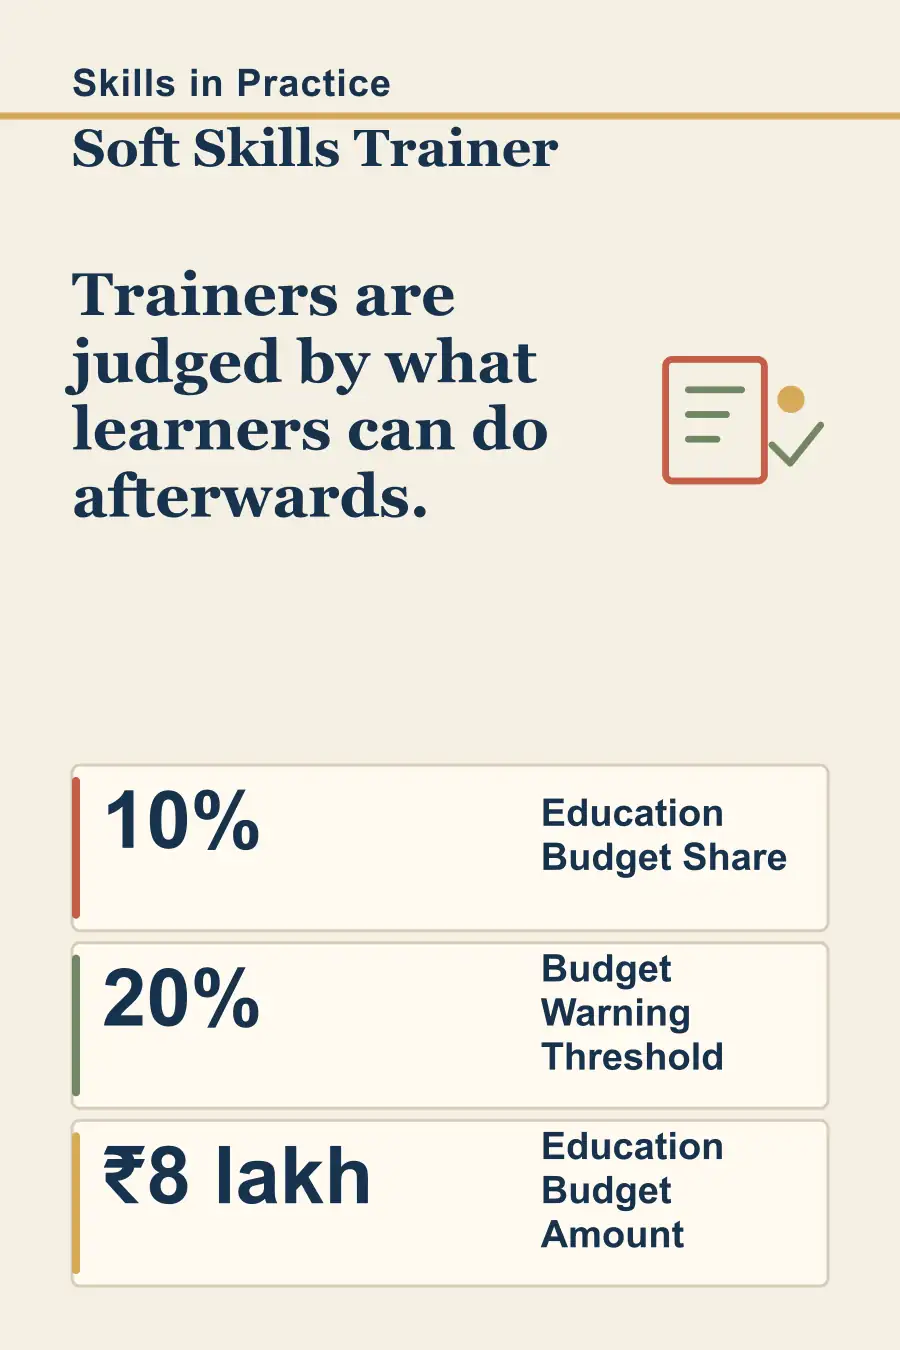 Skills in Practice
Soft Skills Trainer
Trainers are
judged by what
learners can do
afterwards.
10%
Education
Budget Share
20%
Budget
Warning
Threshold
₹8 lakh
Education
Budget
Amount